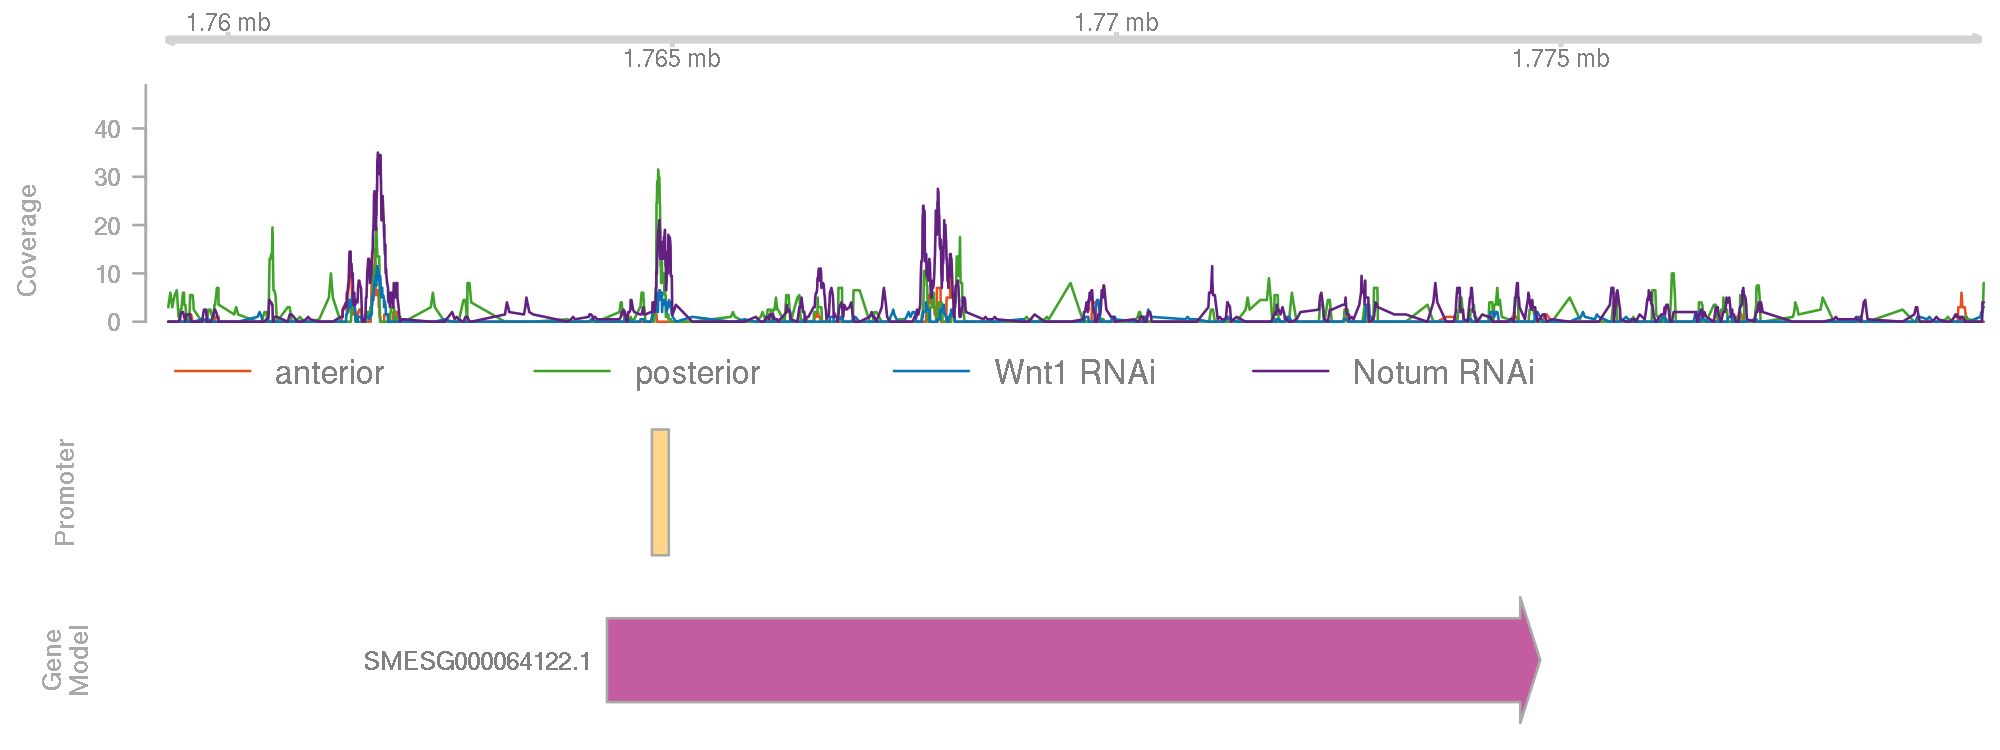 1.76 mb
1.77 mb
1.765 mb
1.775 mb
Coverage
40
30
20
10
0
anterior posterior Wnt1 RNAi Notum RNAi
Promoter
Gene
Model
SMESG000064122.1